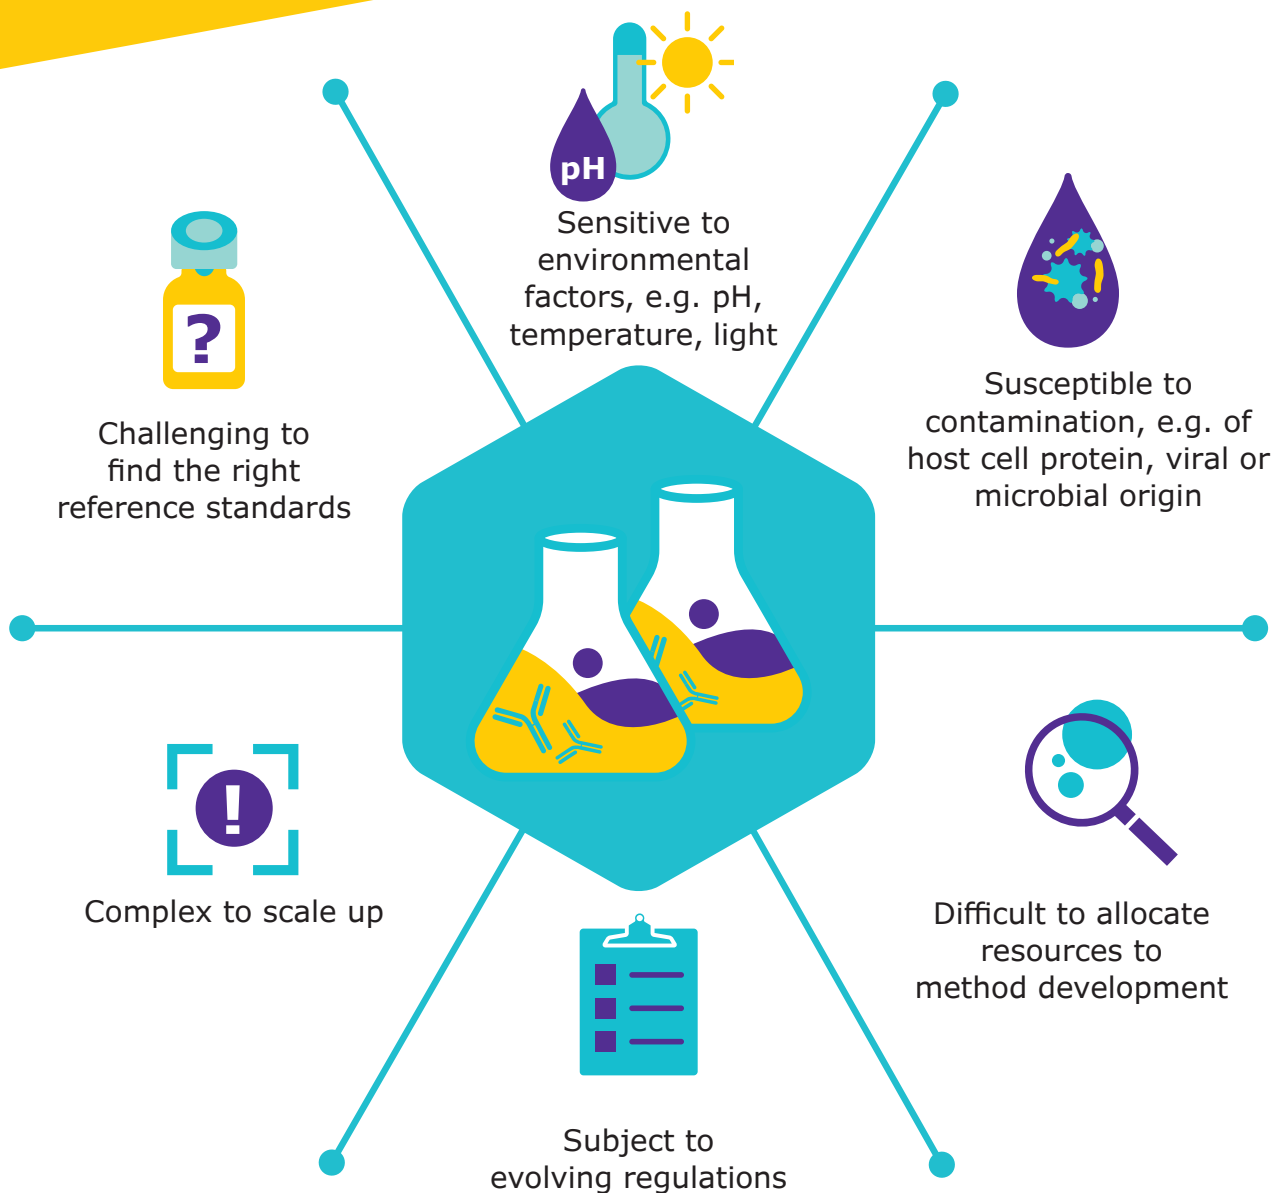 pH
Sensitive to
environmental
factors, e.g. pH,
temperature, light
Susceptible to
contamination, e.g. of
host cell protein, viral or
microbial origin
?
Challenging to
find the right
reference standards
!
Complex to scale up
Difficult to allocate
resources to
method development
Subject to
evolving regulations